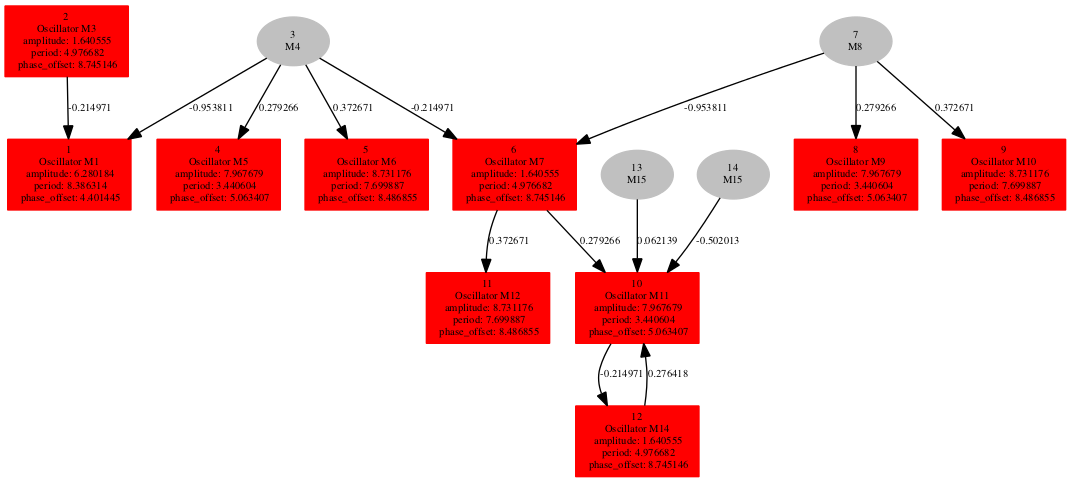 2
Oscillator M3
amplitude: 1.640555
period: 4.976682
phase_offset: 8.745146
3
M4
7
M8
-0.214971
-0.953811
0.279266
0.372671
-0.214971
-0.953811
0.279266
0.372671
1
Oscillator M1
amplitude: 6.280184
period: 8.386314
phase_offset: 4.401445
4
Oscillator M5
amplitude: 7.967679
period: 3.440604
phase_offset: 5.063407
5
Oscillator M6
amplitude: 8.731176
period: 7.699887
phase_offset: 8.486855
6
Oscillator M7
amplitude: 1.640555
period: 4.976682
phase_offset: 8.745146
13
M15
14
M15
8
Oscillator M9
amplitude: 7.967679
period: 3.440604
phase_offset: 5.063407
9
Oscillator M10
amplitude: 8.731176
period: 7.699887
phase_offset: 8.486855
0.372671
0.279266
0.062139
-0.502013
11
Oscillator M12
amplitude: 8.731176
period: 7.699887
phase_offset: 8.486855
10
Oscillator M11
amplitude: 7.967679
period: 3.440604
phase_offset: 5.063407
-0.214971
0.276418
12
Oscillator M14
amplitude: 1.640555
period: 4.976682
phase_offset: 8.745146